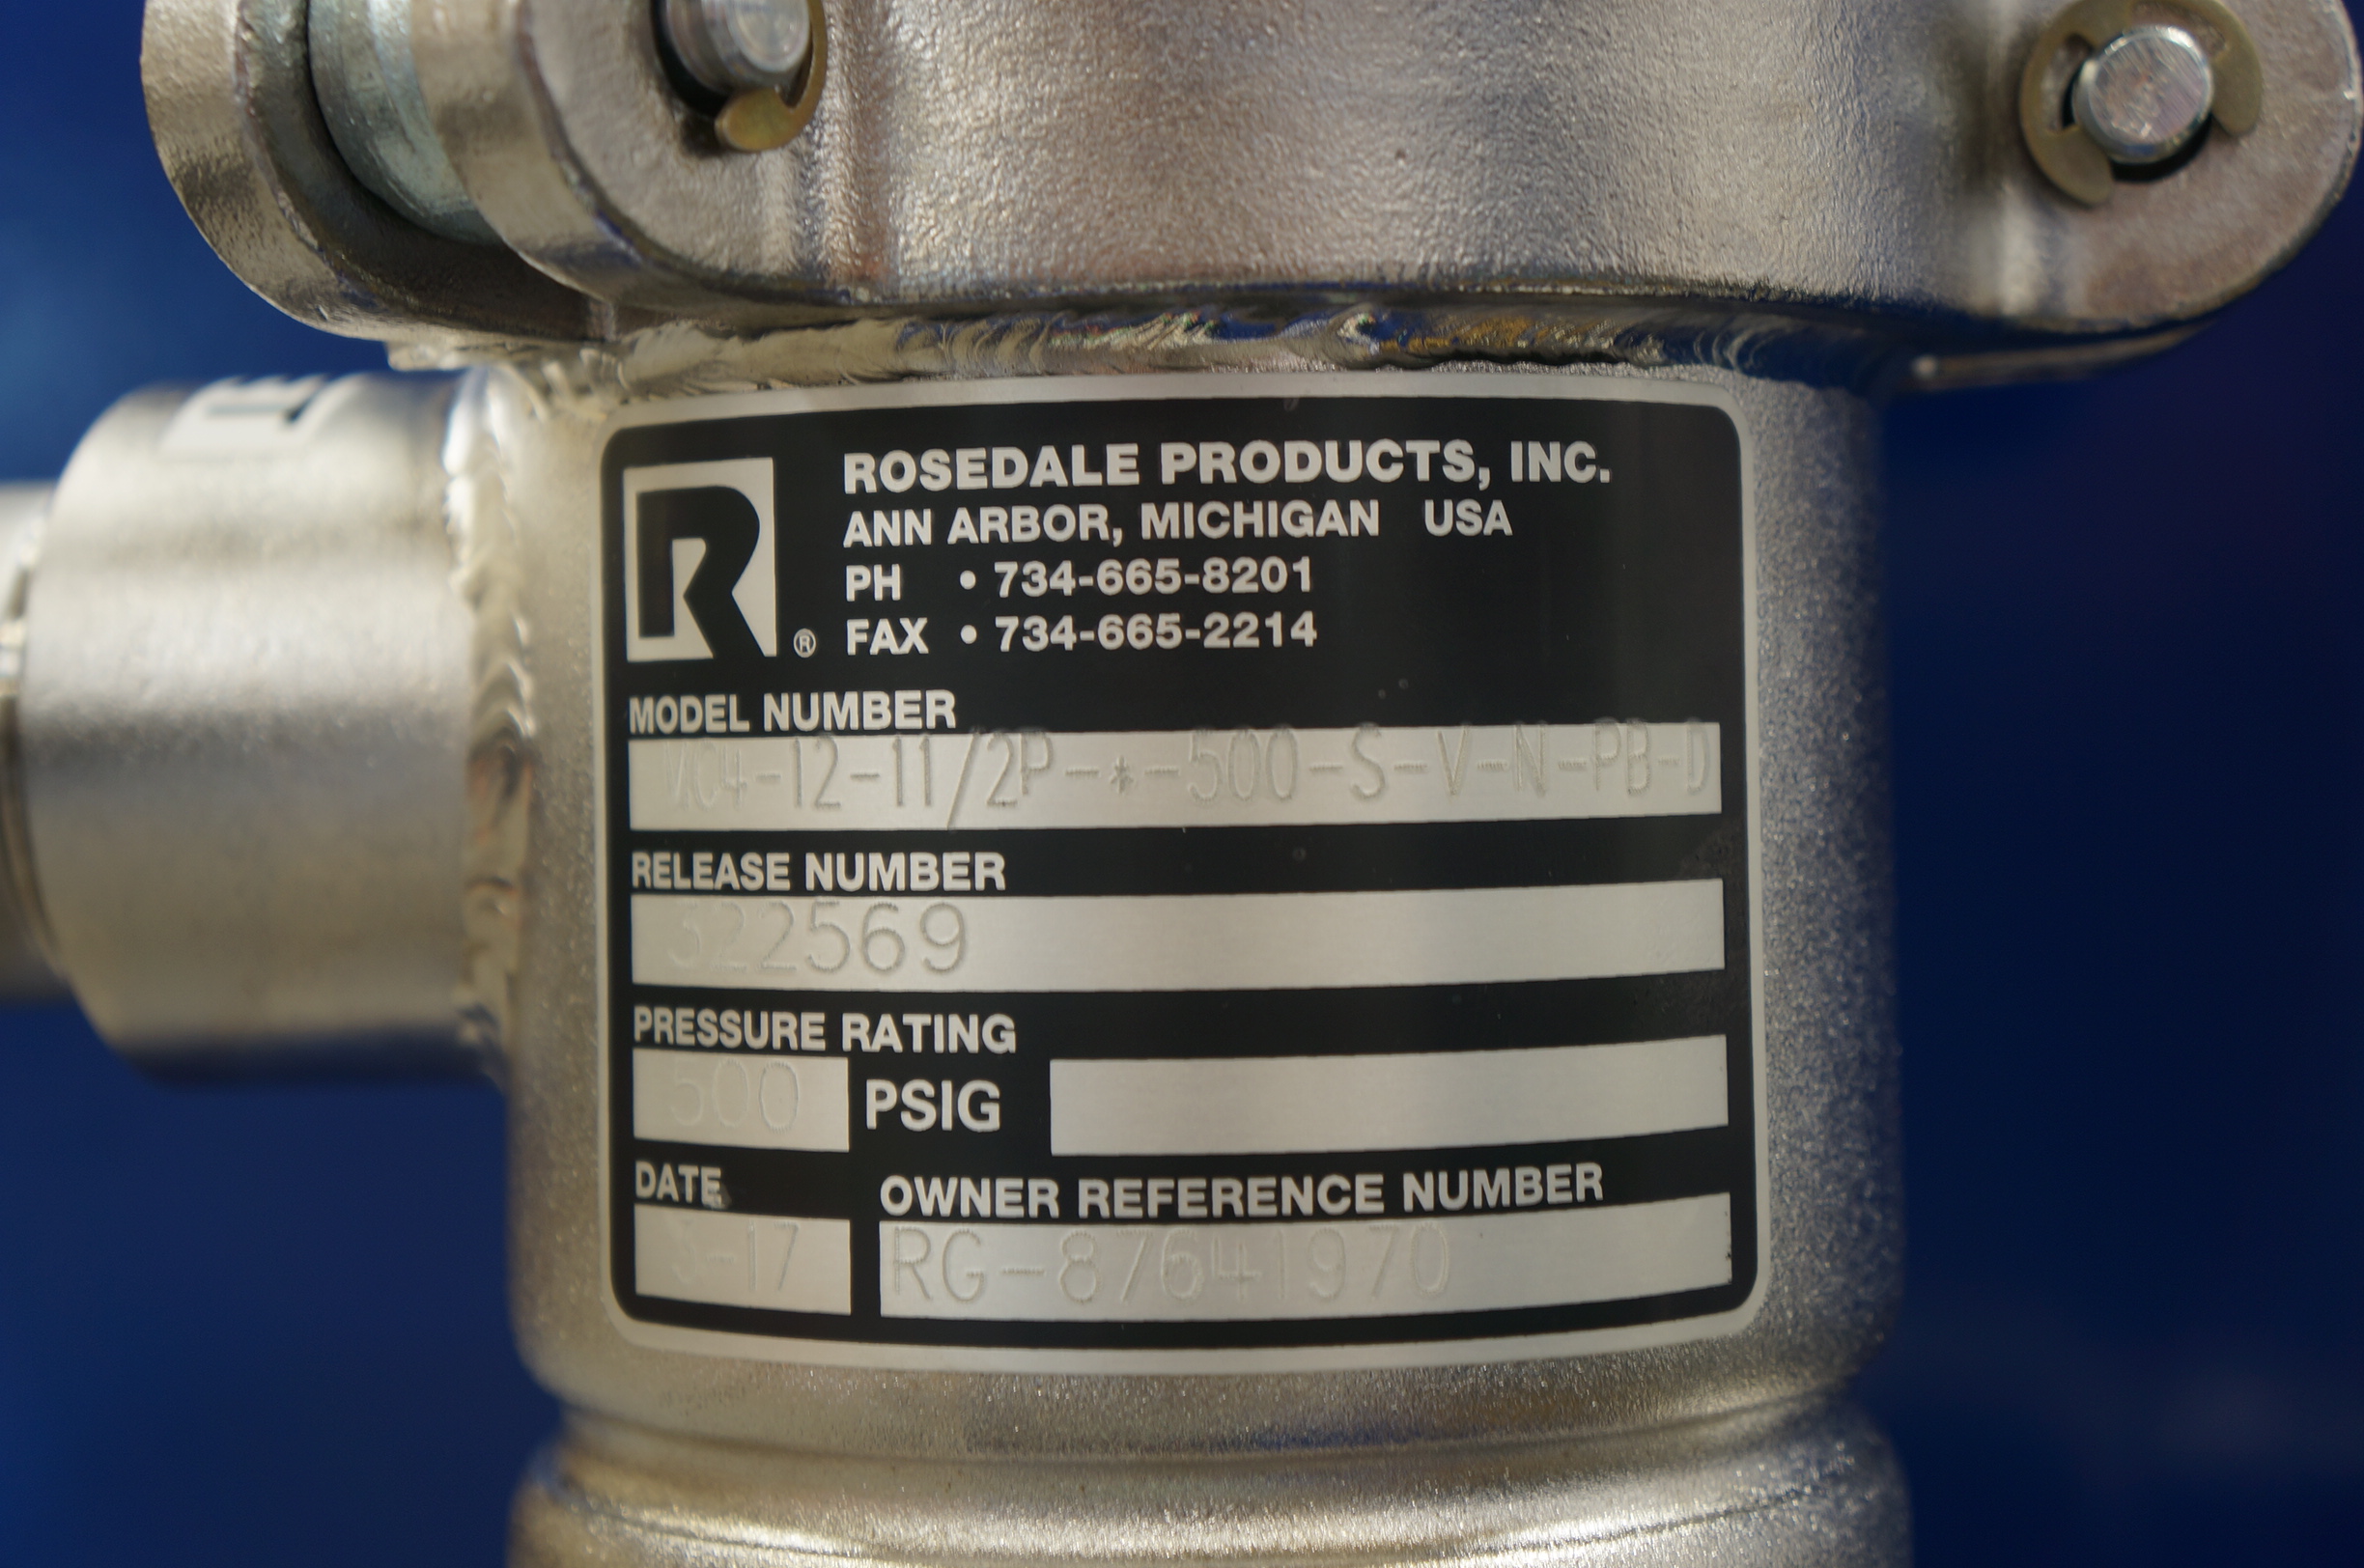 R ®
ROSEDALE PRODUCTS, INC.
ANN ARBOR, MICHIGAN USA
PH • 734-665-8201
FAX • 734-665-2214
MODEL NUMBER
-12-11/2P-*-500-S-V-N-PB-D
RELEASE NUMBER
322569
PRESSURE RATING
500 PSIG
DATE
OWNER REFERENCE NUMBER
RG-87641970